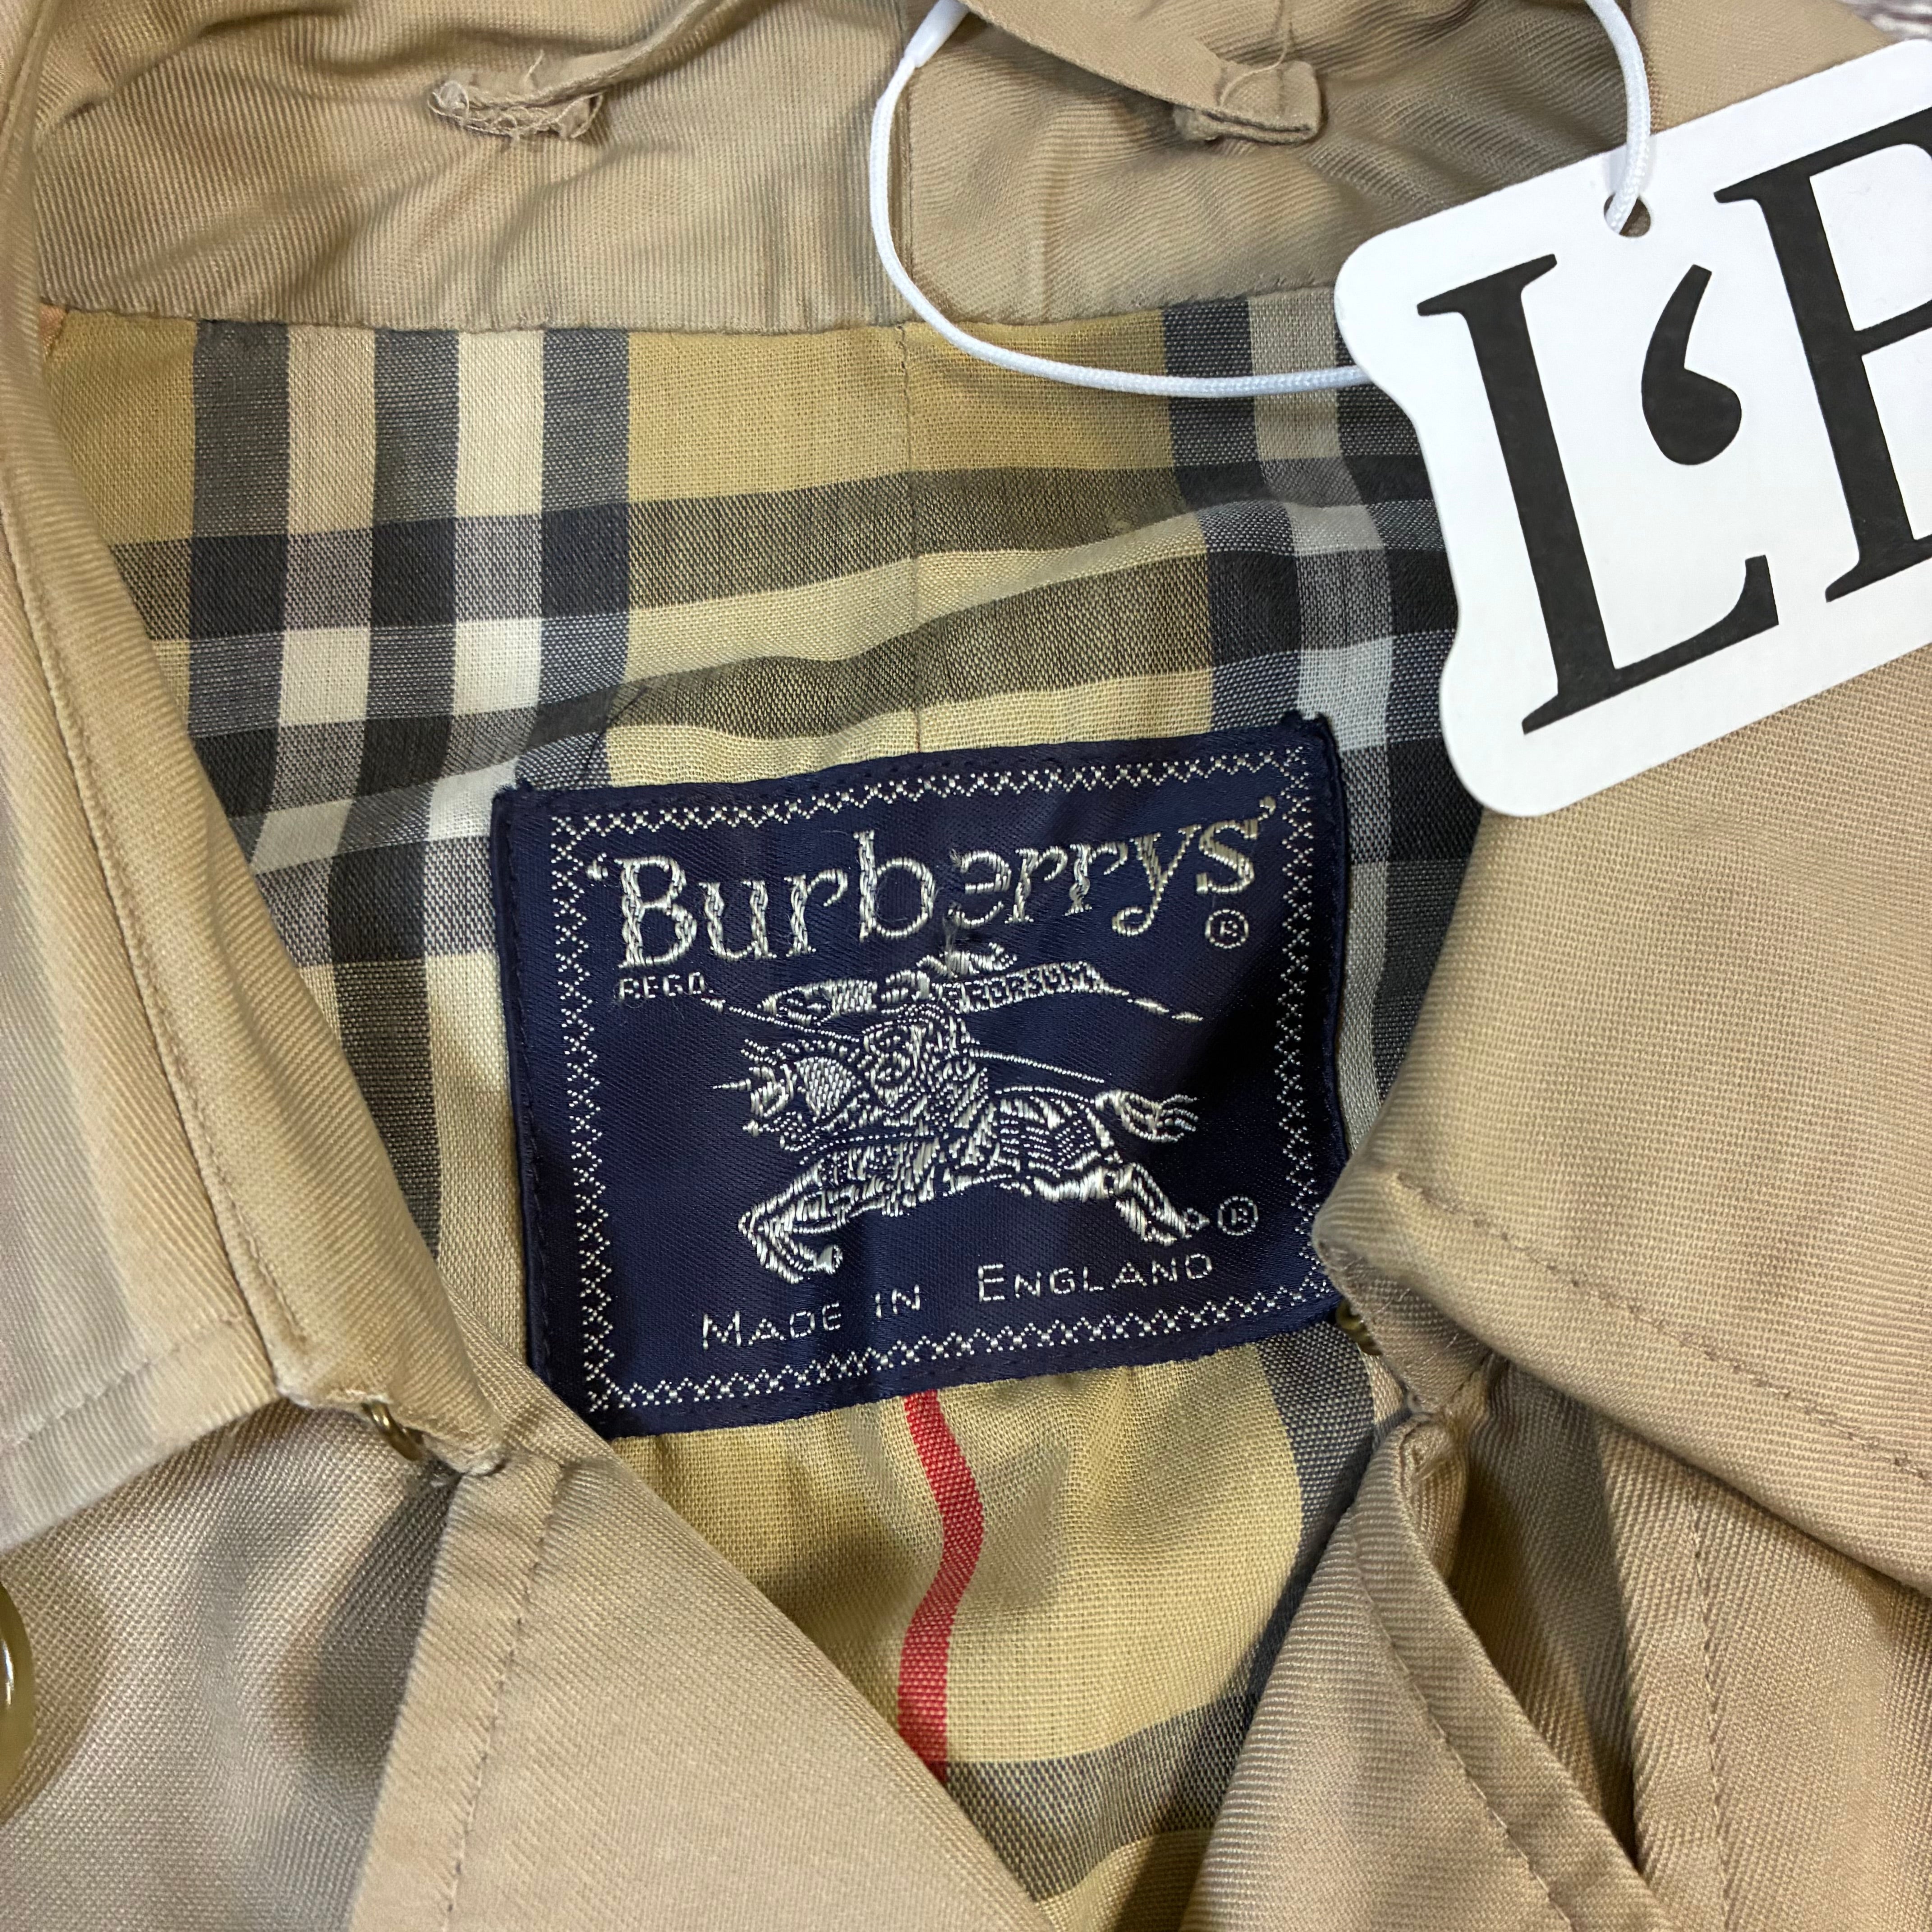 L'
'Burberrys'
®
REGD
PRORSUM
®
MADE IN ENGLAND